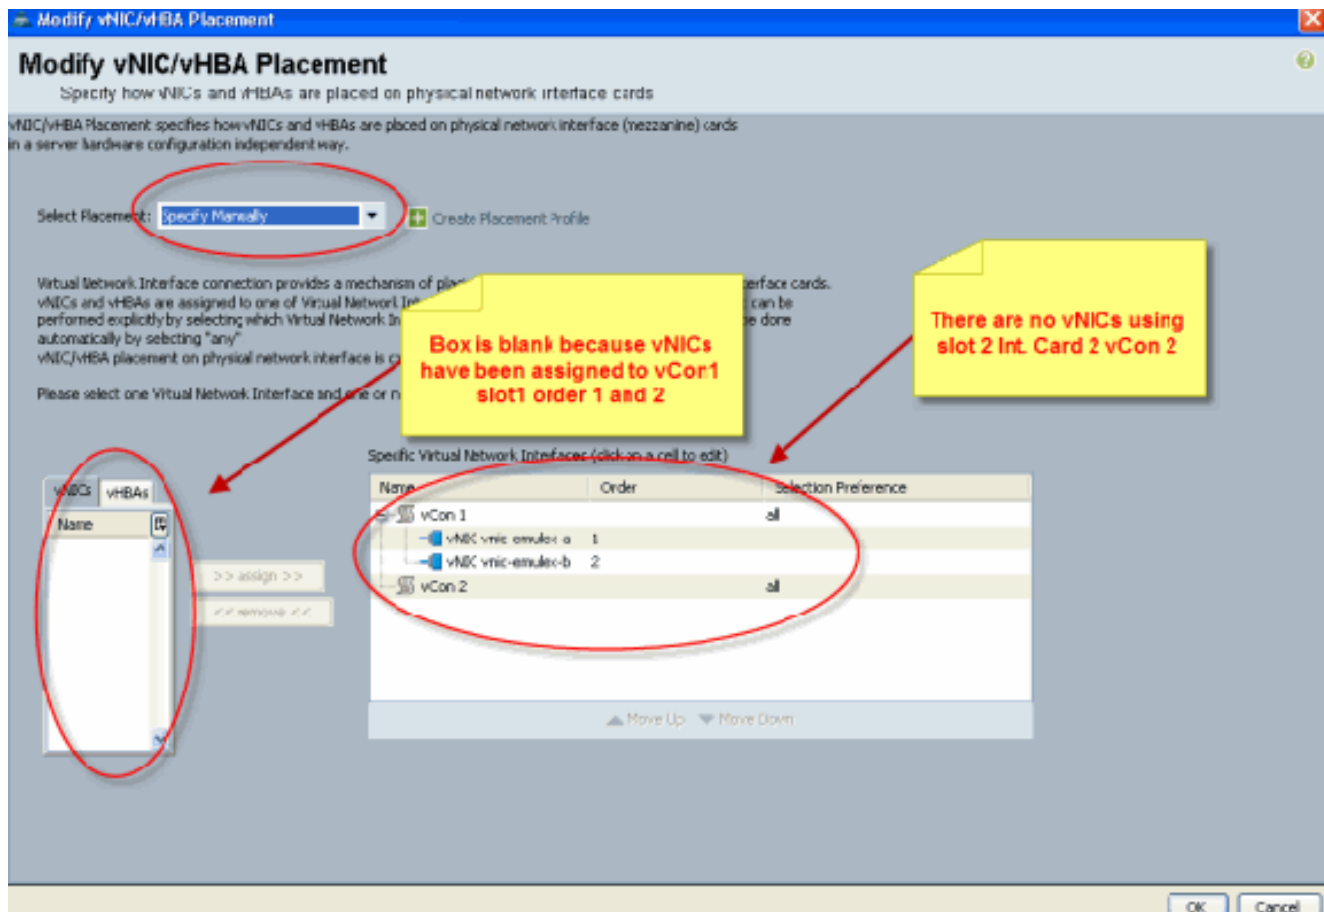 Modify vNIC/vHBA Placement
Modify vNIC/vHBA Placement
Specify how vNICs and vHBAs are placed on physical network interface cards
vNIC/vHBA Placement specifies how vNICs and vHBAs are placed on physical network interface (mezzanine) cards
in a server hardware configuration independent way.
Select Placement: Specify Manually Create Placement Profile
Virtual Network Interface connection provides a mechanism of erface cards.
vNICs and vHBAs are assigned to one of Virtual Network can be
performed explicitly by selecting which Virtual Network done
automatically by selecting "any"
vNIC/vHBA placement on physical network interface is
Please select one Virtual Network Interface and one or
Box is blank because vNICs
have been assigned to vCon1
slot1 order 1 and 2
There are no vNICs using
slot 2 Int. Card 2 vCon 2
Specific Virtual Network Interfaces (click on a cell to edit)
vNICs vHBAs
Name
>> assign >>
<< remove <<
Name Order Selection Preference
vCon 1 all
vNIC vnic-emulex-a 1
vNIC vnic-emulex-b 2
vCon 2 all
Move Up Move Down
OK Cancel